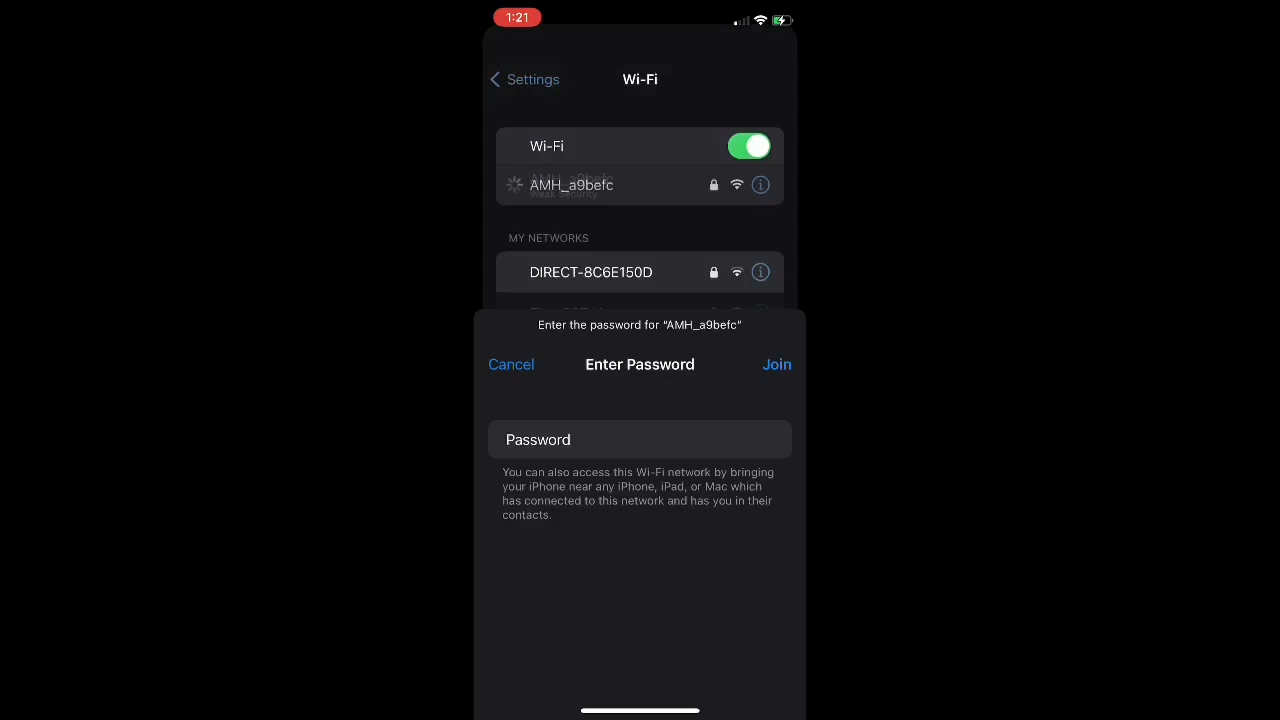 1:21
Settings
Wi-Fi
Wi-Fi
AMH_a9befc
Weak Security
MY NETWORKS
DIRECT-8C6E150D
Enter the password for “AMH_a9befc”
Cancel
Enter Password
Join
Password
You can also access this Wi-Fi network by bringing
your iPhone near any iPhone, iPad, or Mac which
has connected to this network and has you in their
contacts.